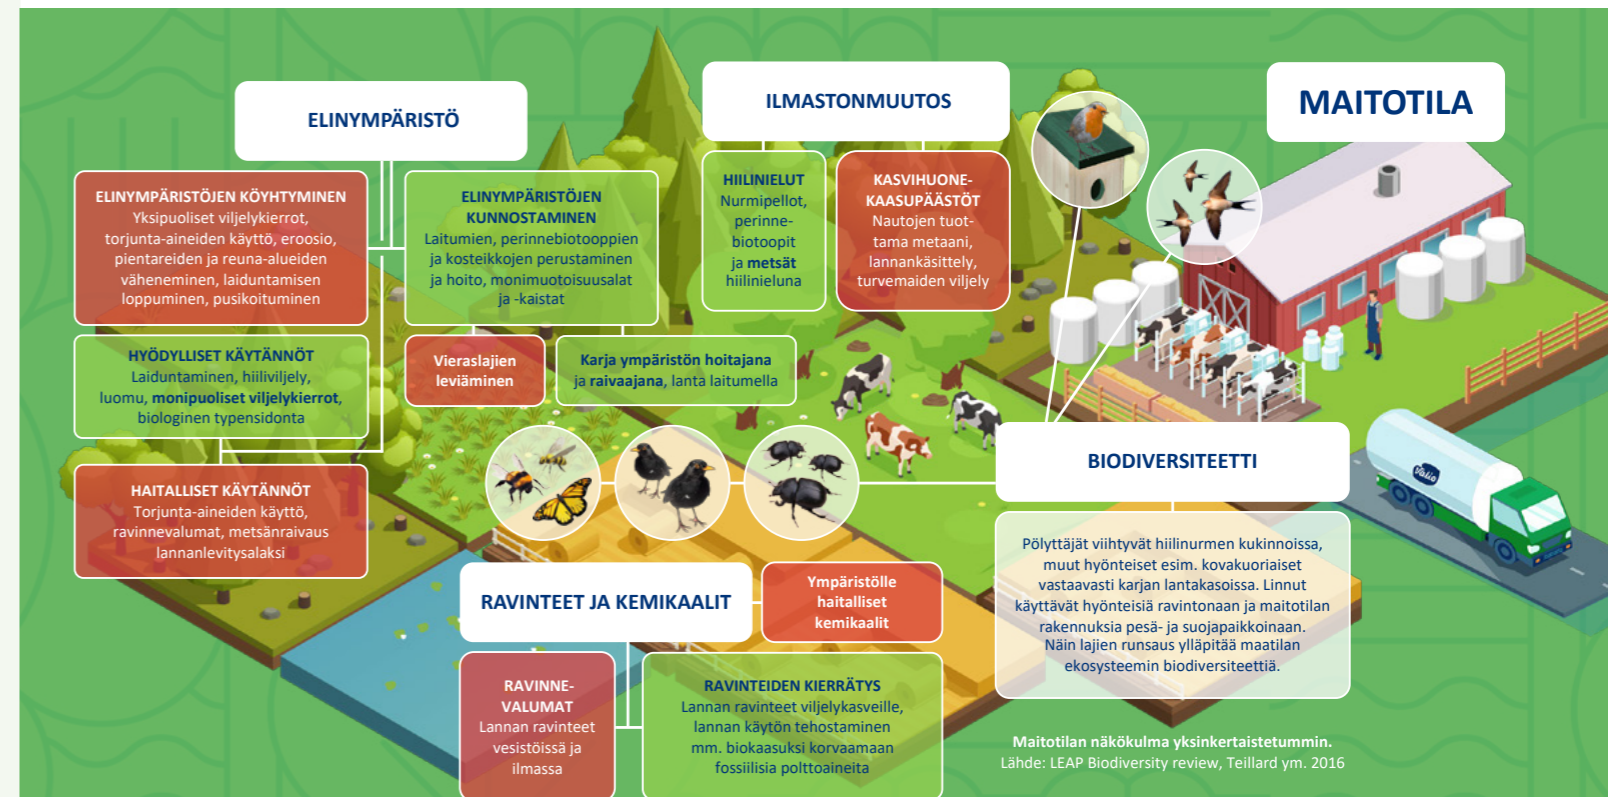 MAITOTILA
ELINYMPÄRISTÖ
ELINYMPÄRISTÖJEN KÖYHTYMINEN
Yksipuoliset viljelykierrot,
torjunta-aineiden käyttö, eroosio,
pientareiden ja reuna-alueiden
väheneminen, laiduntamisen
loppuminen, pusikoituminen
ELINYMPÄRISTÖJEN
KUNNOSTAMINEN
Laitumien, perinnebiotooppien
ja kosteikkojen perustaminen
ja hoito, monimuotoisuusalat
ja -kaistat
HYÖDYLLISET KÄYTÄNNÖT
Laiduntaminen, hiiliviljely,
luomu, monipuoliset viljelykierrot,
biologinen typensidonta
Vieraslajien
leviäminen
Karja ympäristön hoitajana
ja raivaajana, lanta laitumella
HAITALLISET KÄYTÄNNÖT
Torjunta-aineiden käyttö,
ravinnevalumat, metsänraivaus
lannanlevitysalaksi
ILMASTONMUUTOS
HIILINIELUT
Nurmipellot,
perinne-
biotoopit
ja metsät
hiilinieluna
KASVIHUONE-
KAASUPÄÄSTÖT
Nautojen tuot-
tama metaani,
lannankäsittely,
turvemaiden viljely
RAVINTEET JA KEMIKAALIT
Ympäristölle
haitalliset
kemikaalit
RAVINNE-
VALUMAT
Lannan ravinteet
vesistöissä ja
ilmassa
RAVINTEIDEN KIERRÄTYS
Lannan ravinteet viljelykasveille,
lannan käytön tehostaminen
mm. biokaasuksi korvaamaan
fossiilisia polttoaineita
BIODIVERSITEETTI
Pölyttäjät viihtyvät hiilinurmen kukinnoissa,
muut hyönteiset esim. kovakuoriaiset
vastaavasti karjan lantakasoissa. Linnut
käyttävät hyönteisiä ravintonaan ja maitotilan
rakennuksia pesä- ja suojapaikkoinaan.
Näin lajien runsaus ylläpitää maatilan
ekosysteemin biodiversiteettiä.
Valio
Maitotilan näkökulma yksinkertaistetummin.
Lähde: LEAP Biodiversity review, Teillard ym. 2016